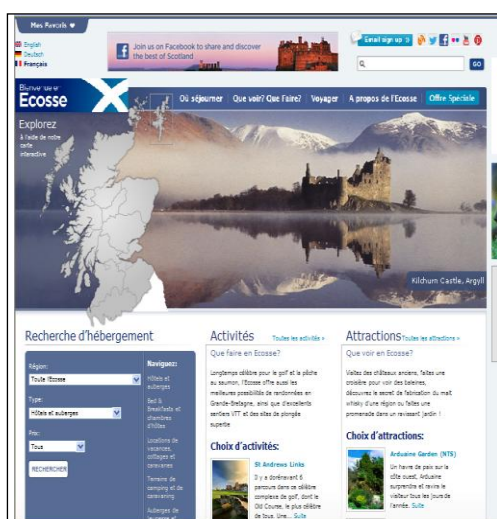 Mes Favoris
English
Deutsch
Français
Join us on Facebook to share and discover
the best of Scotland
Email sign up
GO
Bienvenue en
Ecosse
Où séjourner
Que voir? Que Faire?
Voyager
A propos de l'Ecosse
Offre Spéciale
Explorez
à l'aide de notre
carte
interactive
Kilchurn Castle, Argyll
Recherche d'hébergement
Région:
Toute l'Ecosse
Type:
Hôtels et auberges
Prix:
Tous
RECHERCHER
Naviguez:
Hôtels et
auberges
Bed &
Breakfasts et
chambres
d'hôtes
Locations de
vacances,
cottages et
caravanes
Terrains de
camping et de
caravaning
Auberges de
Activités
Toutes les activités »
Que faire en Ecosse?
Longtemps célèbre pour le golf et la pêche
au saumon, l'Ecosse offre aussi les
meilleures possibilités de randonnées en
Grande-Bretagne, ainsi que d'excellents
sentiers VTT et des sites de plongée
superbe
Choix d'activités:
St Andrews Links
Il y a dorénavant 6
parcours dans ce célèbre
complexe de golf, dont le
Old Course, le plus célèbre
de tous. Une... Suite
Attractions
Toutes les attractions »
Que voir en Ecosse?
Visitez des châteaux anciens, faites une
croisière pour voir des baleines,
découvrez le secret de fabrication du malt
whisky d'une région ou faites une
promenade dans un ravissant jardin !
Choix d'attractions:
Arduaine Garden (NTS)
Un havre de paix sur la
côte ouest, Arduaine
surprendra et ravira le
visiteur tous les jours de
l'année. Suite